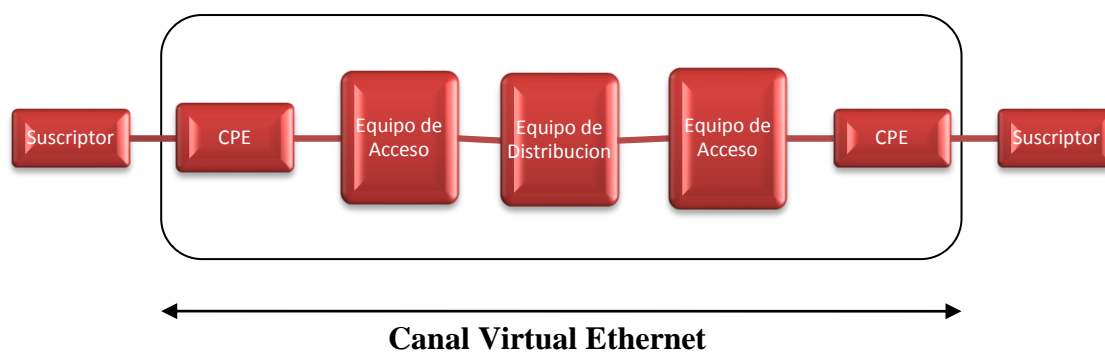 Suscriptor
CPE
Equipo de
Acceso
Equipo de
Distribucion
Equipo de
Acceso
CPE
Suscriptor
Canal Virtual Ethernet